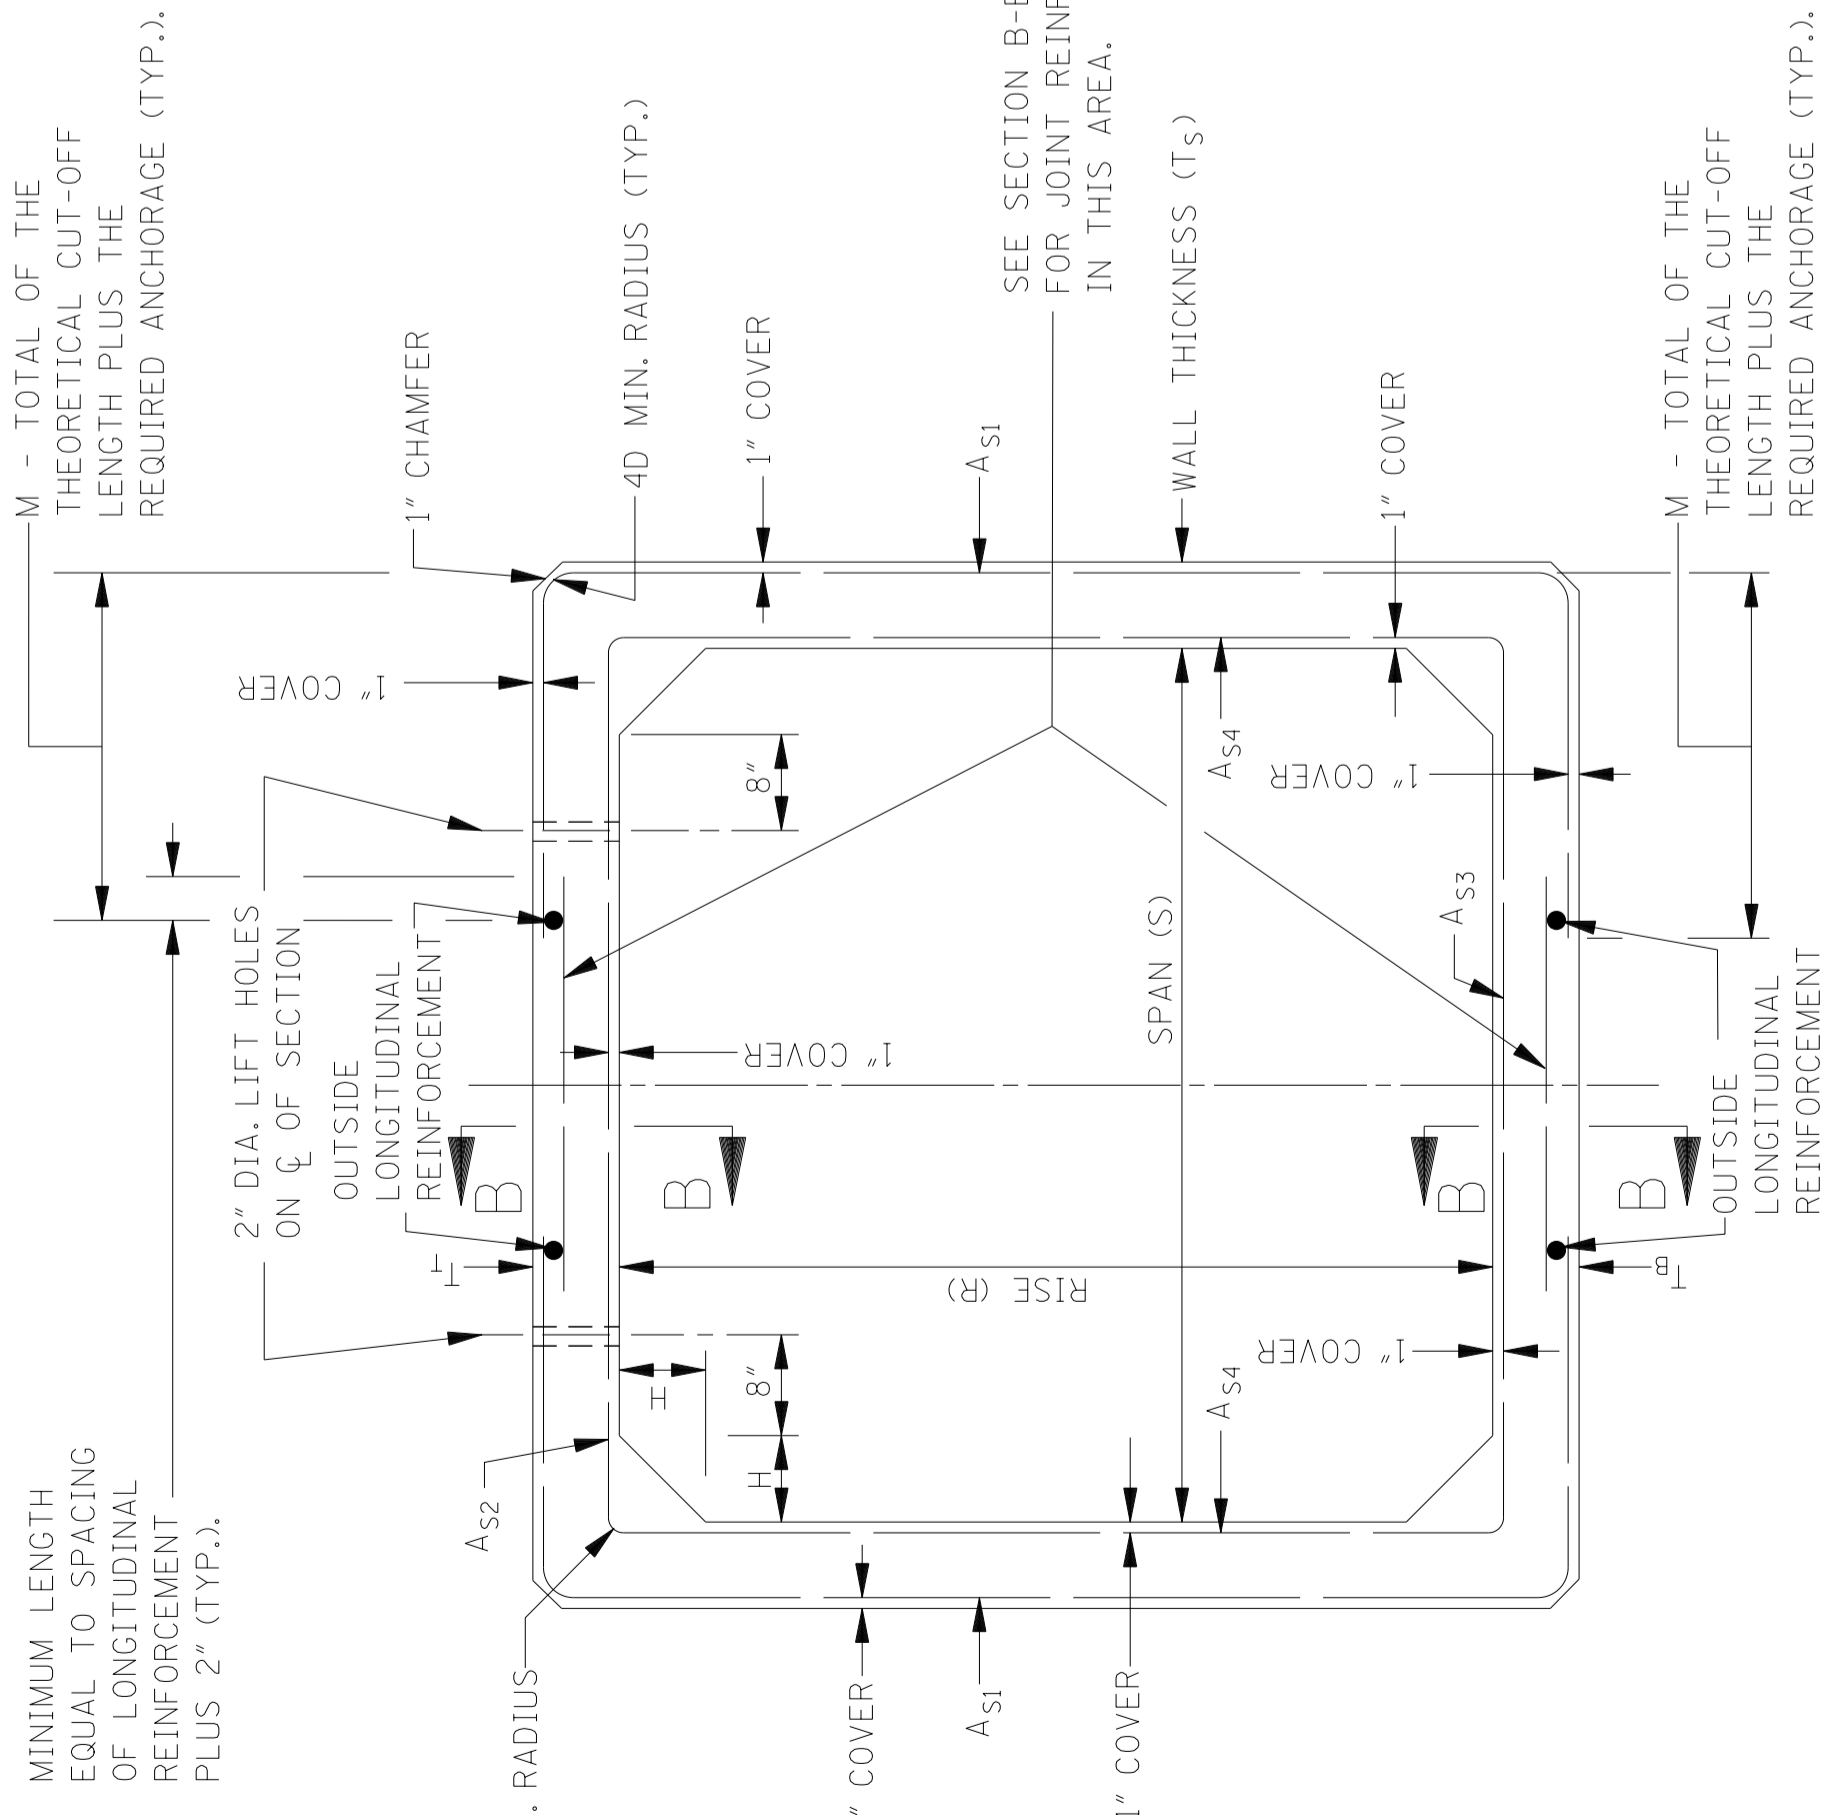 MINIMUM LENGTH
EQUAL TO SPACING
OF LONGITUDINAL
REINFORCEMENT
PLUS 2" (TYP.).
M - TOTAL OF THE
THEORETICAL CUT-OFF
LENGTH PLUS THE
REQUIRED ANCHORAGE (TYP.).
2" DIA. LIFT HOLES
ON ℄ OF SECTION
OUTSIDE
LONGITUDINAL
REINFORCEMENT
1" COVER
1" CHAMFER
4D MIN. RADIUS (TYP.)
1" COVER
AS2
TT
B
B
. RADIUS
H
H
8"
8"
1" COVER
" COVER
AS1
RISE (R)
AS1
SEE SECTION B-
FOR JOINT REINF
IN THIS AREA.
1" COVER
SPAN (S)
WALL THICKNESS (TS)
AS4
AS4
1" COVER
1" COVER
1" COVER
AS3
B
B
TB
OUTSIDE
LONGITUDINAL
REINFORCEMENT
M - TOTAL OF THE
THEORETICAL CUT-OFF
LENGTH PLUS THE
REQUIRED ANCHORAGE (TYP.).